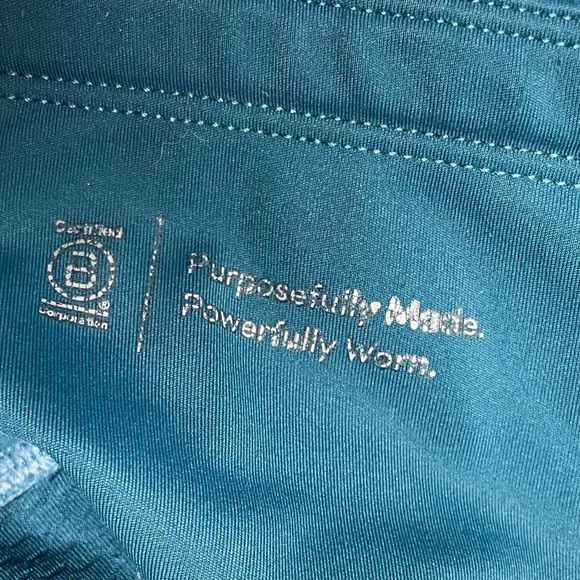 Certified
B
®
Corporation
Purposefully Made.
Powerfully Worn.